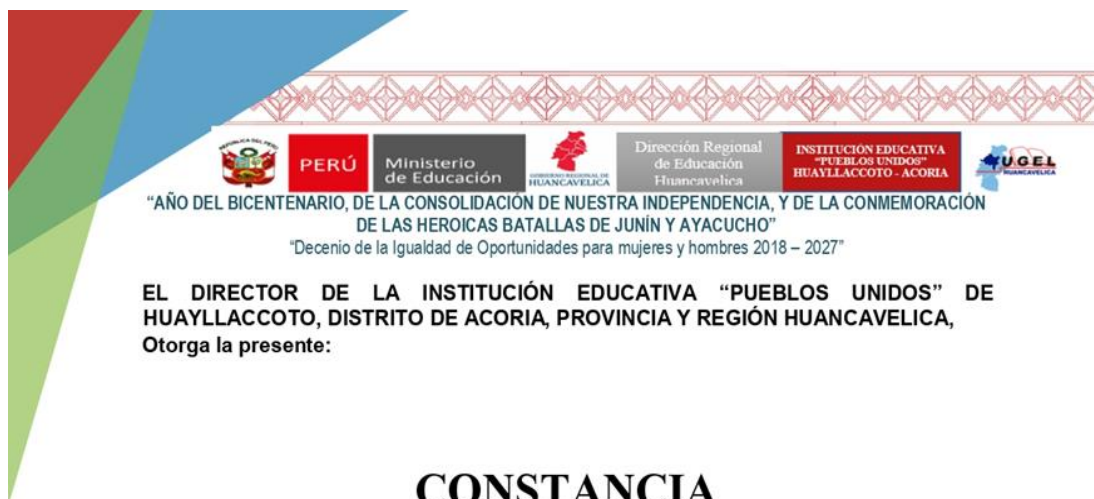 REPÚBLICA DEL PERÚ
PERÚ
Ministerio
de Educación
GOBIERNO REGIONAL DE
HUANCAVELICA
Dirección Regional
de Educación
Huancavelica
INSTITUCIÓN EDUCATIVA
"PUEBLOS UNIDOS"
HUAYLLACCOTO - ACORIA
UGEL
HUANCAVELICA
"AÑO DEL BICENTENARIO, DE LA CONSOLIDACIÓN DE NUESTRA INDEPENDENCIA, Y DE LA CONMEMORACIÓN
DE LAS HEROICAS BATALLAS DE JUNÍN Y AYACUCHO"
"Decenio de la Igualdad de Oportunidades para mujeres y hombres 2018 – 2027"
EL DIRECTOR DE LA INSTITUCIÓN EDUCATIVA “PUEBLOS UNIDOS” DE
HUAYLLACCOTO, DISTRITO DE ACORIA, PROVINCIA Y REGIÓN HUANCAVELICA,
Otorga la presente:
CONSTANCIA